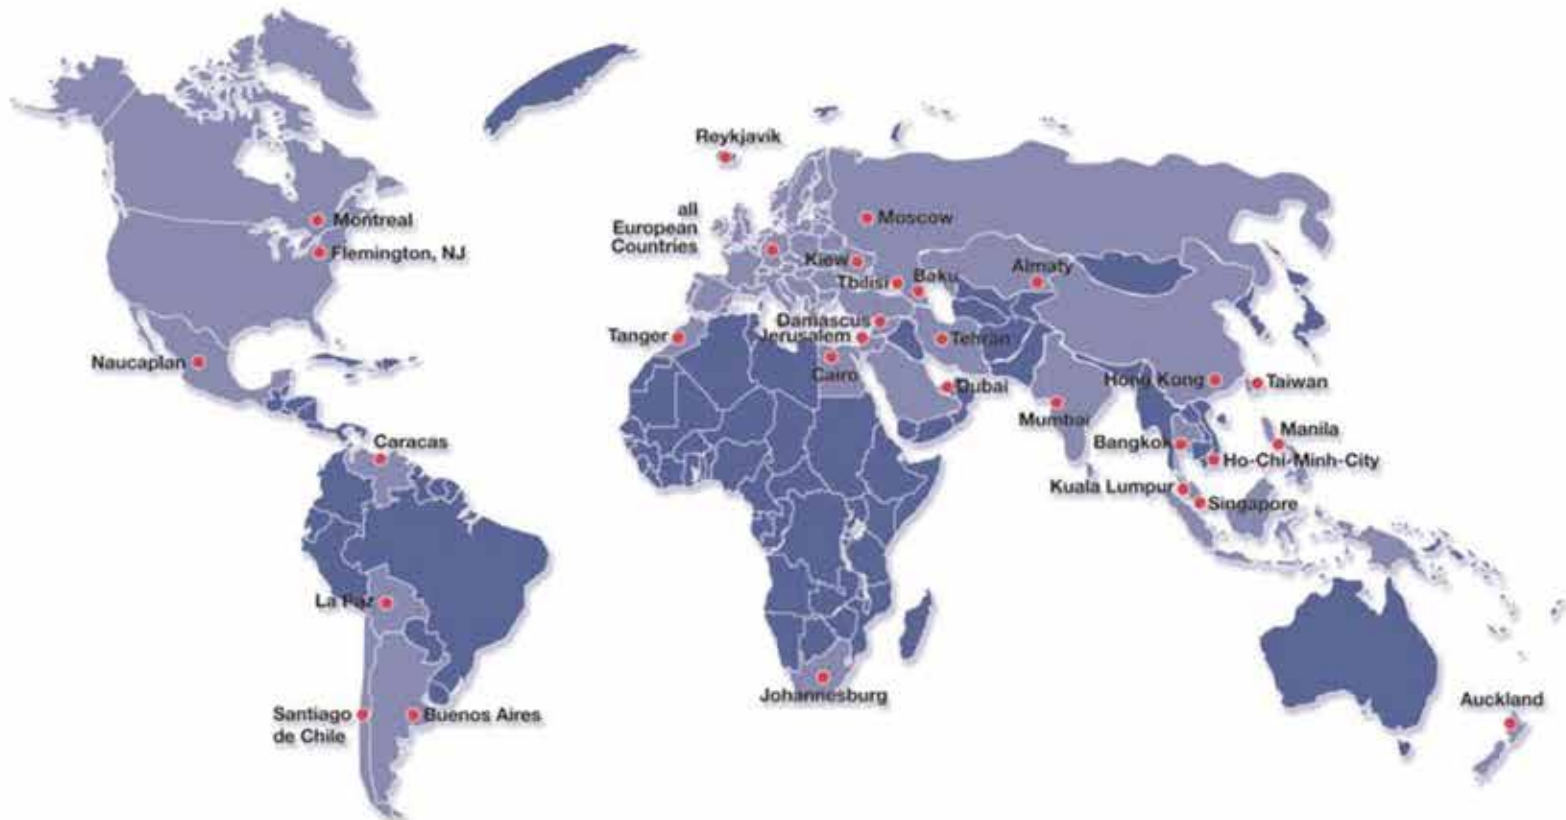 Reykjavik
all
European
Countries
Montreal
Flemington, NJ
Moscow
Kiew
Tbilisi
Baku
Almaty
Damascus
Jerusalem
Tanger
Tehran
Naucaplan
Cairo
Dubai
Hong Kong
Taiwan
Mumbai
Caracas
Bangkok
Manila
Ho-Chi-Minh-City
Kuala Lumpur
Singapore
La Paz
Johannesburg
Santiago
de Chile
Buenos Aires
Auckland